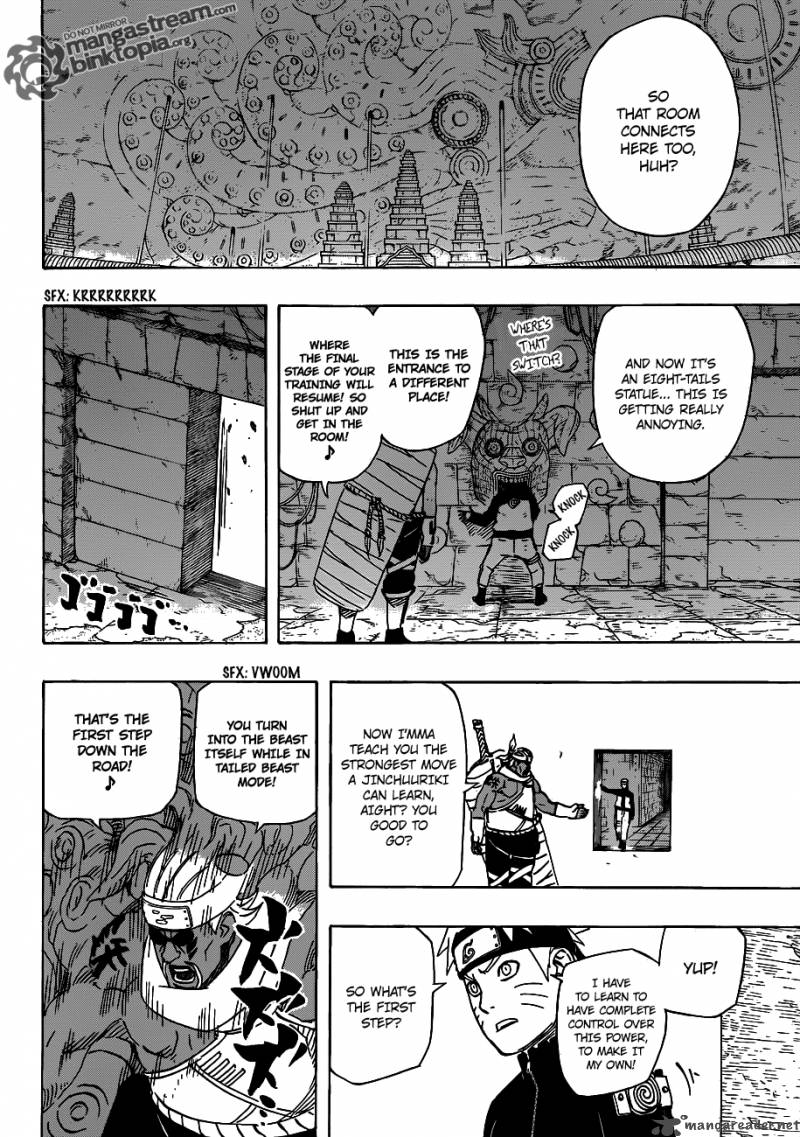 DO NOT MIRROR
mangastream.com
binktopia.org
SO
THAT ROOM
CONNECTS
HERE TOO,
HUH?
SFX: KRRRRRRRRRK
AND NOW IT'S
AN EIGHT-TAILS
STATUE... THIS IS
GETTING REALLY
ANNOYING.
WHERE'S
THAT
SWITCH?
KNOCK
KNOCK
THIS IS THE
ENTRANCE TO
A DIFFERENT
PLACE!
WHERE
THE FINAL
STAGE OF YOUR
TRAINING WILL
RESUME! SO
SHUT UP AND
GET IN THE
ROOM!
♪
ゴゴゴゴ
SFX: VWOOM
NOW I'MMA
TEACH YOU THE
STRONGEST MOVE
A JINCHUURIKI
CAN LEARN,
AIGHT? YOU
GOOD TO
GO?
YUP!
I HAVE
TO LEARN TO
HAVE COMPLETE
CONTROL OVER
THIS POWER,
TO MAKE IT
MY OWN!
SO WHAT'S
THE FIRST
STEP?
YOU TURN
INTO THE BEAST
ITSELF WHILE IN
TAILED BEAST
MODE!
THAT'S THE
FIRST STEP
DOWN THE
ROAD!
♪
mangareader.net